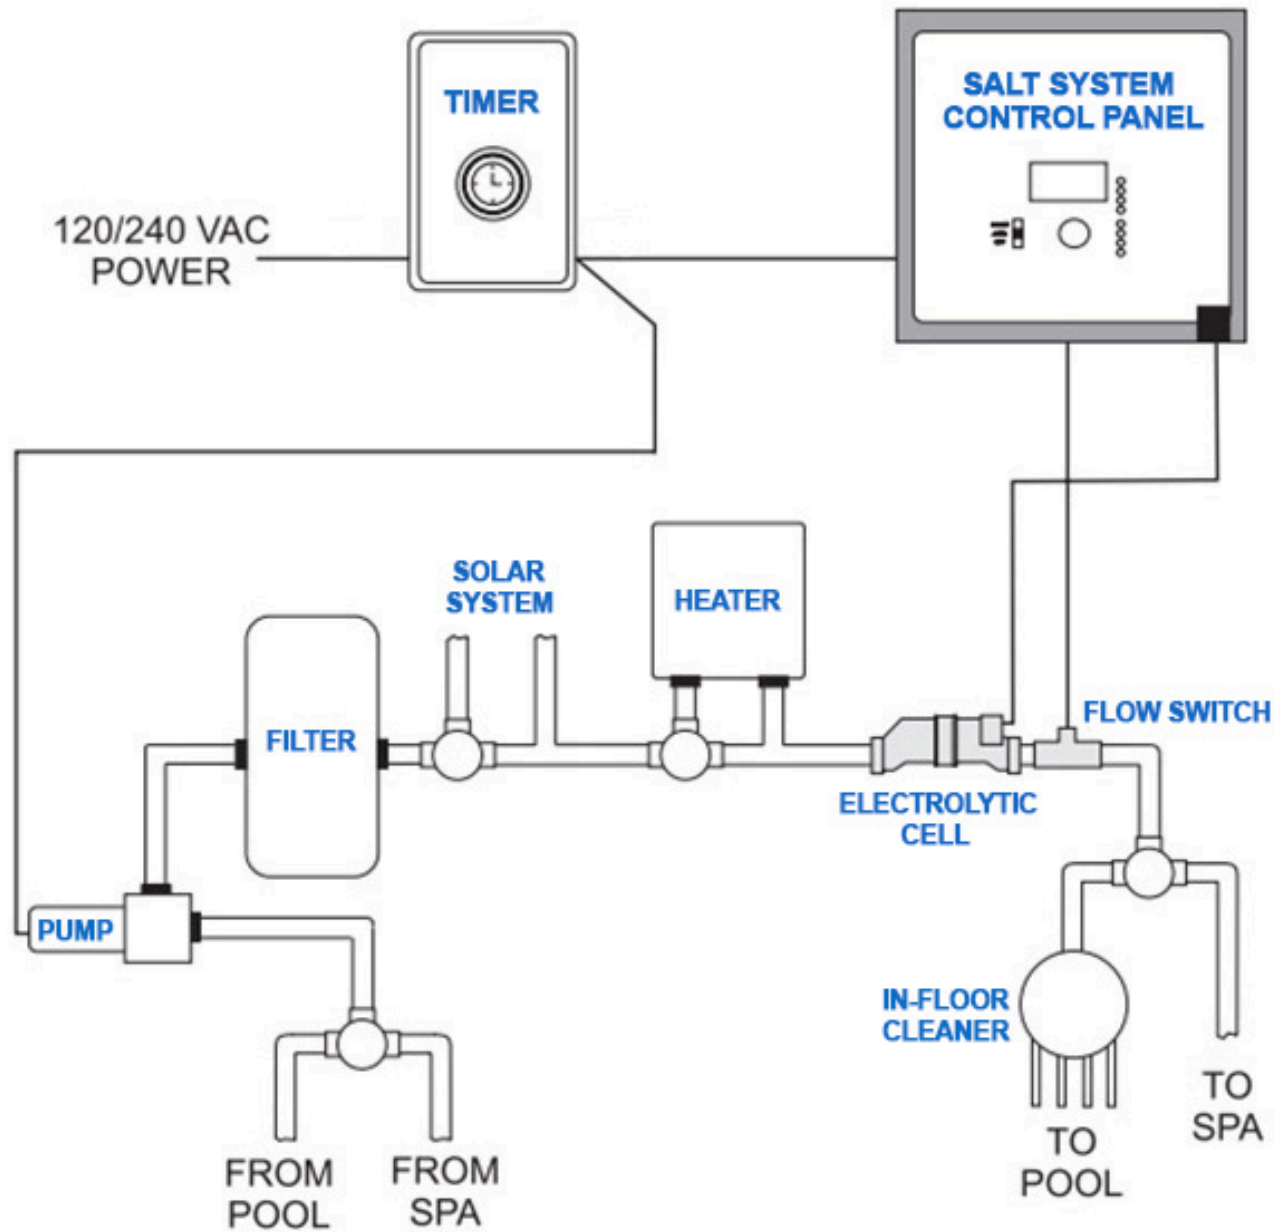 TIMER
SALT SYSTEM
CONTROL PANEL
120/240 VAC
POWER
SOLAR
SYSTEM
HEATER
FILTER
FLOW SWITCH
ELECTROLYTIC
CELL
PUMP
IN-FLOOR
CLEANER
TO
SPA
TO
POOL
FROM
POOL
FROM
SPA